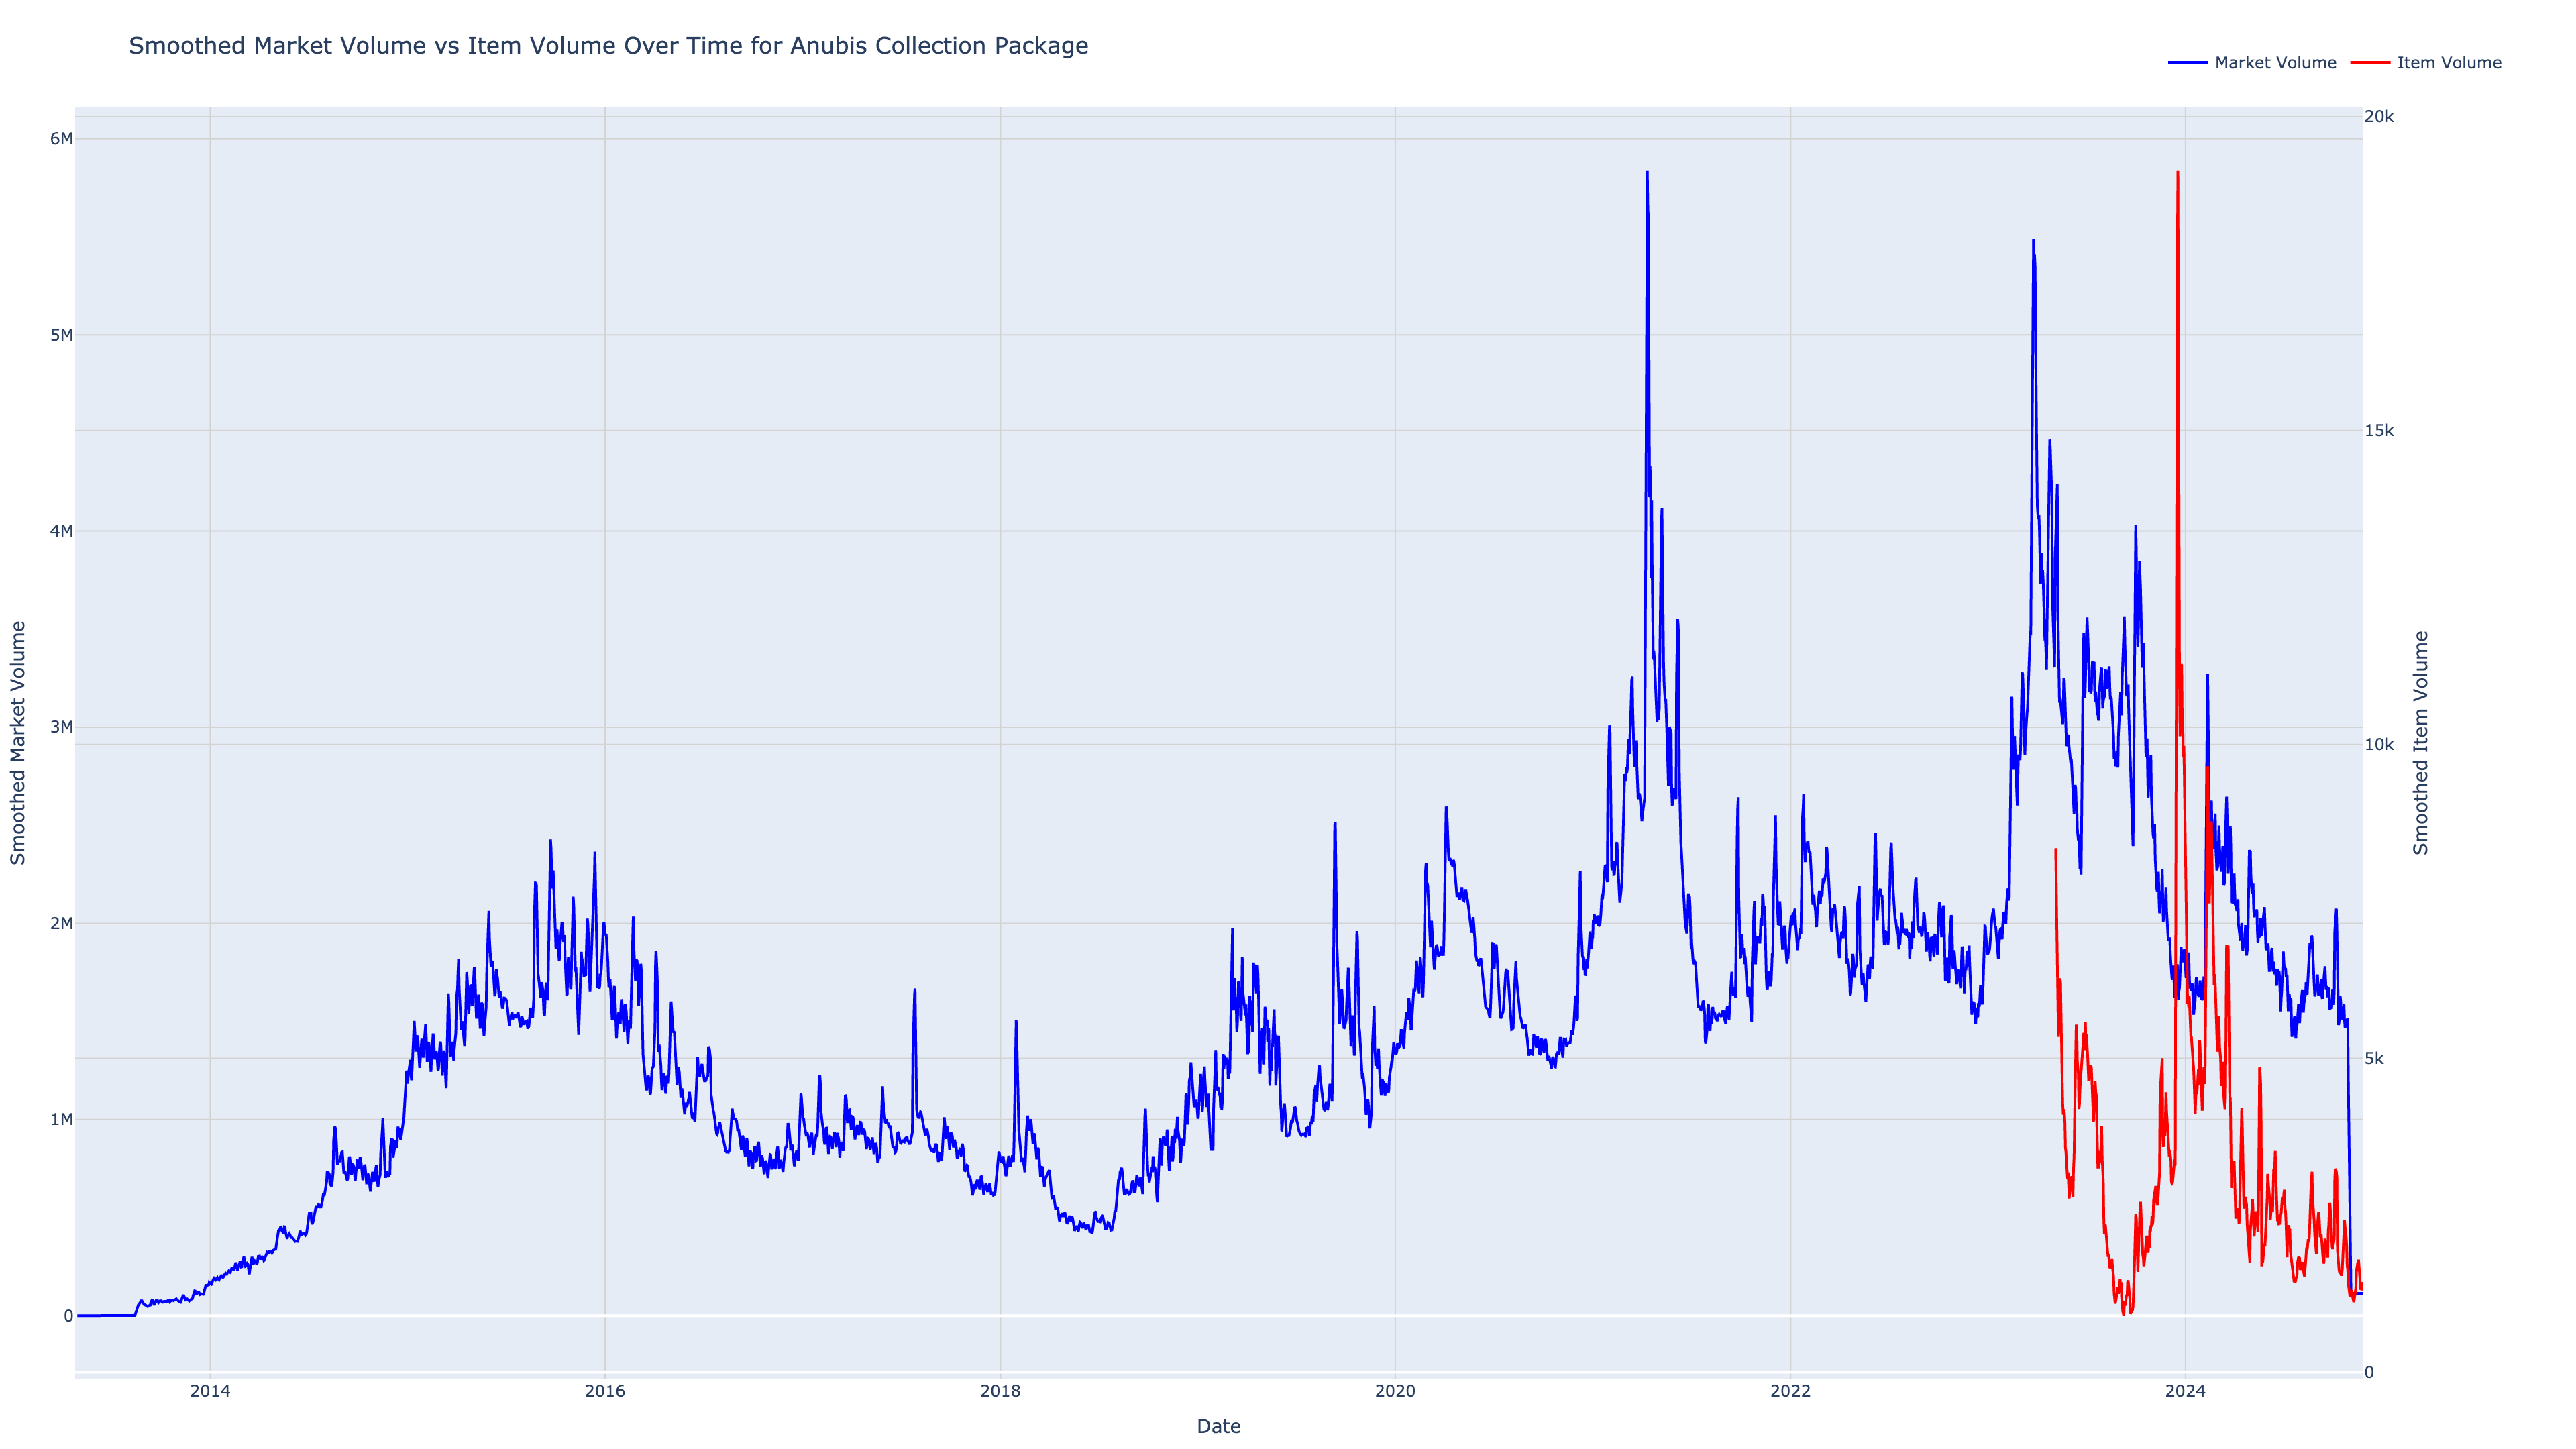 Smoothed Market Volume vs Item Volume Over Time for Anubis Collection Package
Market Volume
Item Volume
6M
5M
4M
3M
2M
1M
0
Smoothed Market Volume
20k
15k
10k
5k
0
Smoothed Item Volume
2014
2016
2018
2020
2022
2024
Date